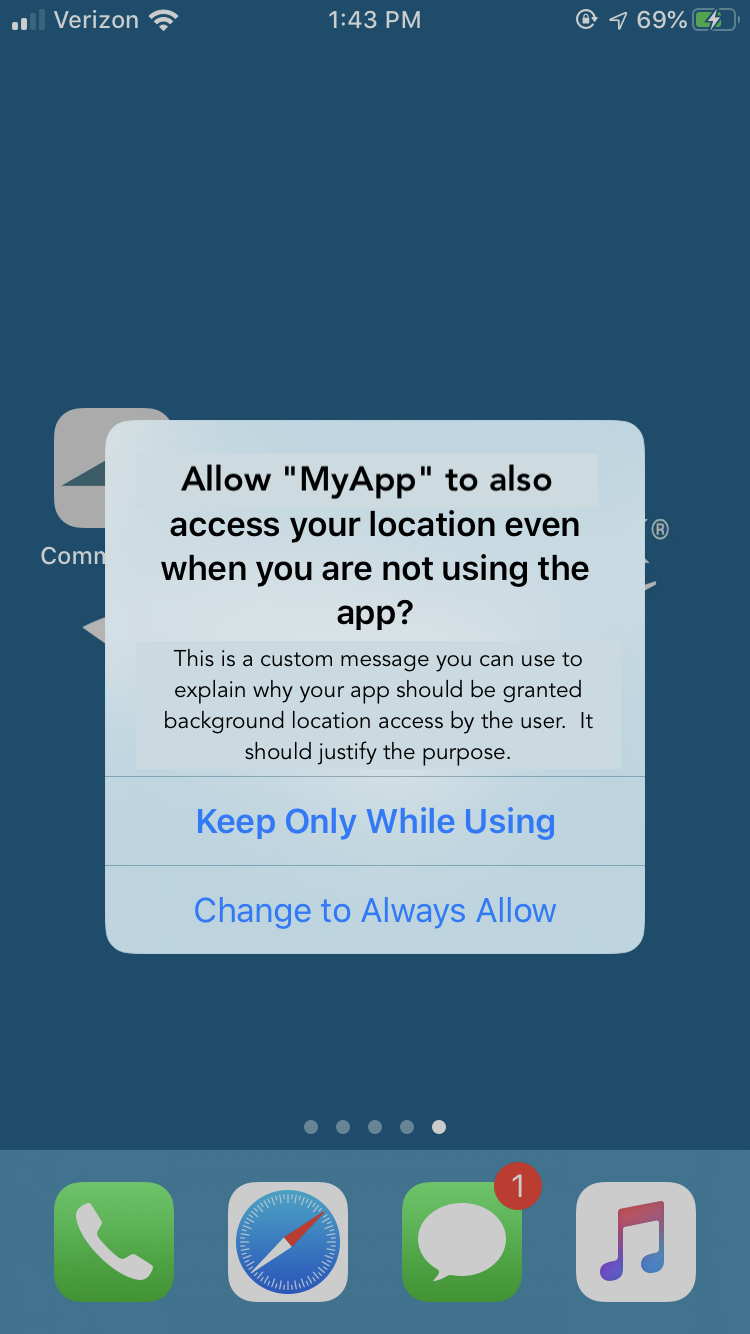 Verizon 1:43 PM 69%
Allow "MyApp" to also
access your location even
when you are not using the
app?
Comm
®
This is a custom message you can use to
explain why your app should be granted
background location access by the user. It
should justify the purpose.
Keep Only While Using
Change to Always Allow
1